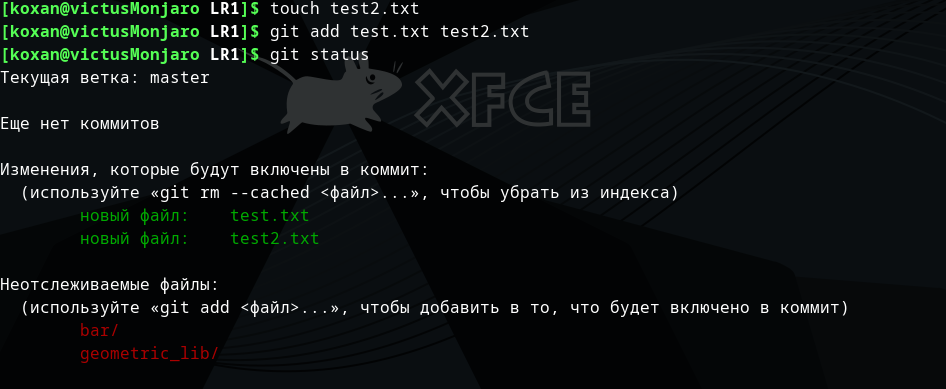 [koxan@victusMonjaro LR1]$ touch test2.txt
[koxan@victusMonjaro LR1]$ git add test.txt test2.txt
[koxan@victusMonjaro LR1]$ git status
Текущая ветка: master
XFCE
Еще нет коммитов
Изменения, которые будут включены в коммит:
(используйте «git rm --cached <файл>...», чтобы убрать из индекса)
новый файл: test.txt
новый файл: test2.txt
Неотслеживаемые файлы:
(используйте «git add <файл>...», чтобы добавить в то, что будет включено в коммит)
bar/
geometric_lib/